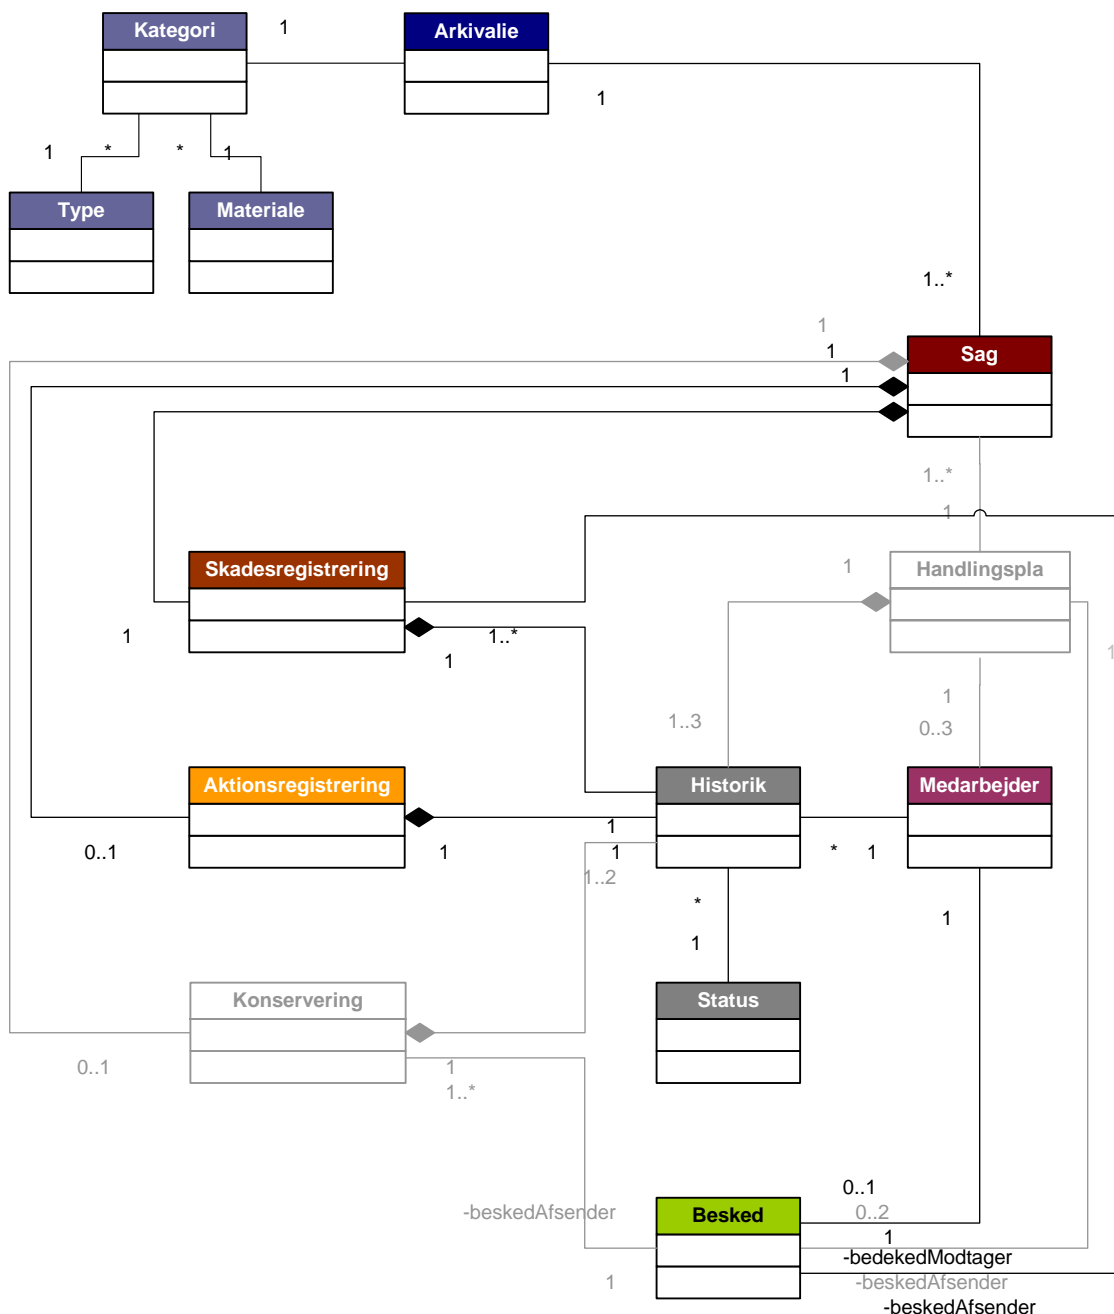 Kategori
1
Arkivalie
1
1
*
*
1
Type
Materiale
1..*
1
1
1
Sag
1..*
1
Skadesregistrering
1
Handlingspla
1
1..*
1
1
1
1..3
0..3
Aktionsregistrering
Historik
Medarbejder
1
0..1
1
1
*
1
1..2
*
1
1
Konservering
Status
0..1
1
1..*
0..1
-beskedAfsender
Besked
0..2
1
-bedekedModtager
1
-beskedAfsender
-beskedAfsender